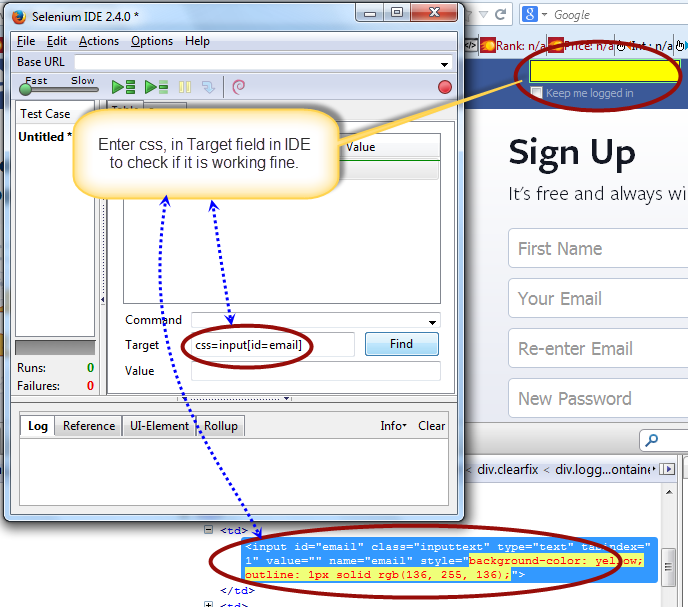 Selenium IDE 2.4.0 *
Google
File Edit Actions Options Help
Rank: n/a Price: n/a Int : n/a
Base URL
Fast Slow
Keep me logged in
Test Case
Table
Untitled *
Value
Enter css, in Target field in IDE
to check if it is working fine.
Sign Up
It's free and always wi
First Name
Your Email
Re-enter Email
New Password
Command
Target css=input[id=email] Find
Value
Runs: 0
Failures: 0
Log Reference UI-Element Rollup Info Clear
< div.clearfix < div.logg...ontaine
<td>
<input id="email" class="inputtext" type="text" tabindex="
1" value="" name="email" style="background-color: yellow;
outline: 1px solid rgb(136, 255, 136);">
</td>
<td>